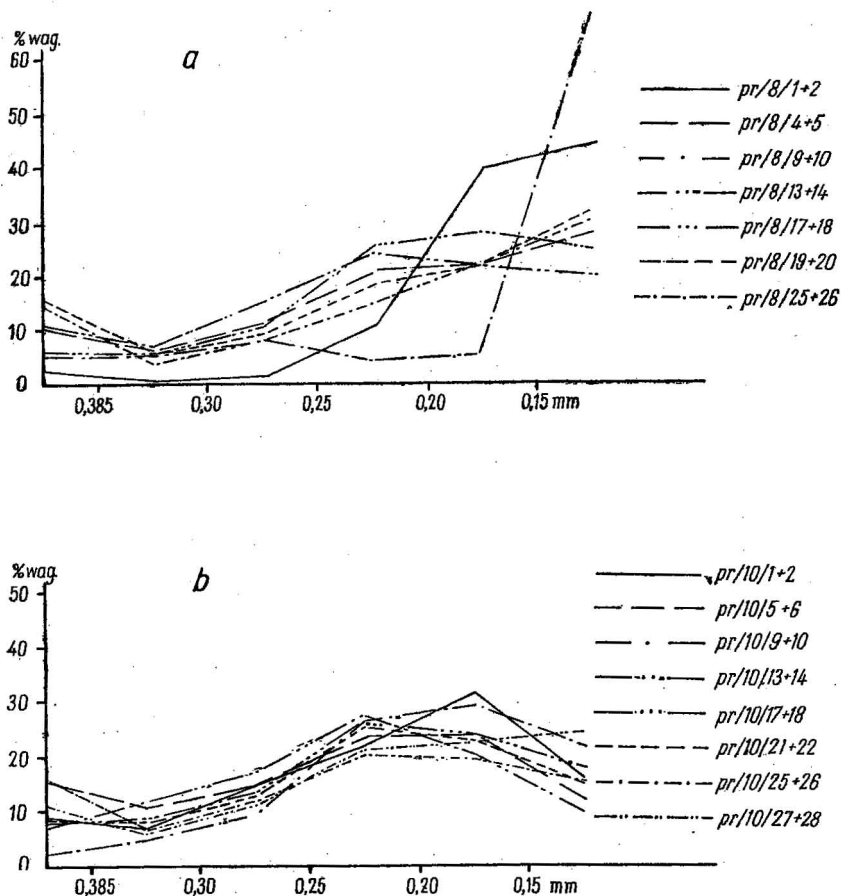 % wag.
a
60
50
40
30
20
10
0
0,385 0,30 0,25 0,20 0,15 mm
pr/8/1+2
pr/8/4+5
pr/8/9+10
pr/8/13+14
pr/8/17+18
pr/8/19+20
pr/8/25+26
% wag.
b
50
40
30
20
10
0
0,385 0,30 0,25 0,20 0,15 mm
pr/10/1+2
pr/10/5+6
pr/10/9+10
pr/10/13+14
pr/10/17+18
pr/10/21+22
pr/10/25+26
pr/10/27+28